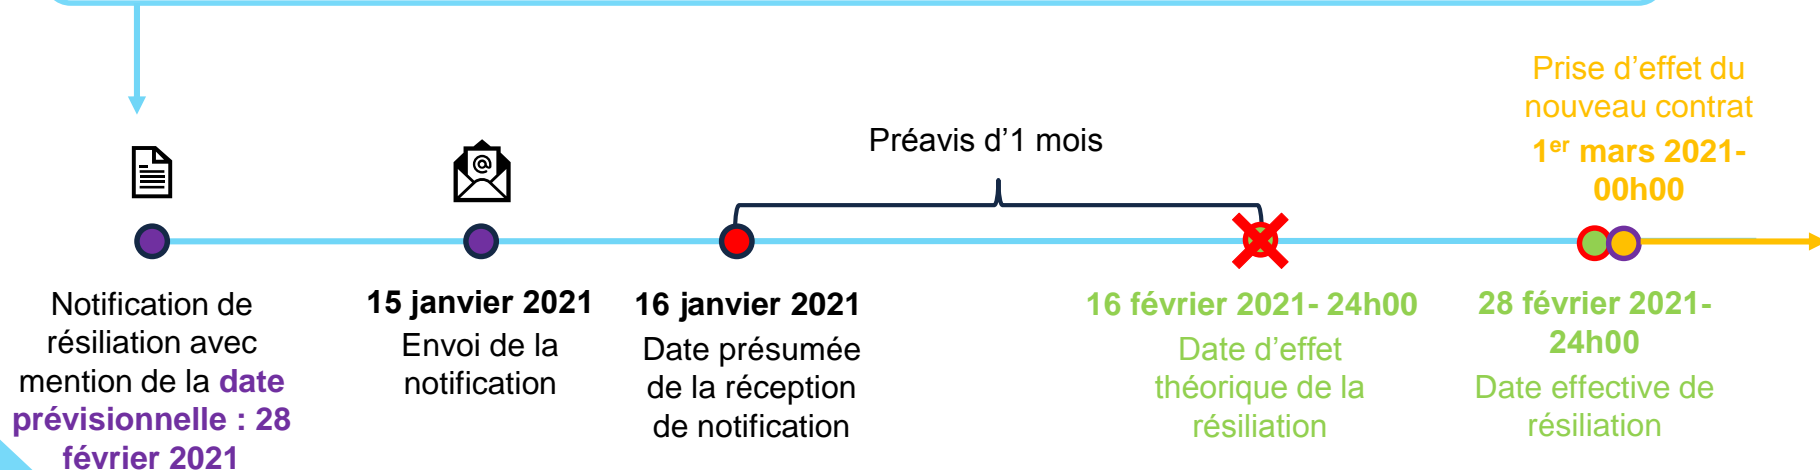 Prise d’effet du
nouveau contrat
1er mars 2021-
00h00
Préavis d’1 mois
@
Notification de
résiliation avec
mention de la date
prévisionnelle : 28
février 2021
15 janvier 2021
Envoi de la
notification
16 janvier 2021
Date présumée
de la réception
de notification
16 février 2021- 24h00
Date d’effet
théorique de la
résiliation
28 février 2021-
24h00
Date effective de
résiliation